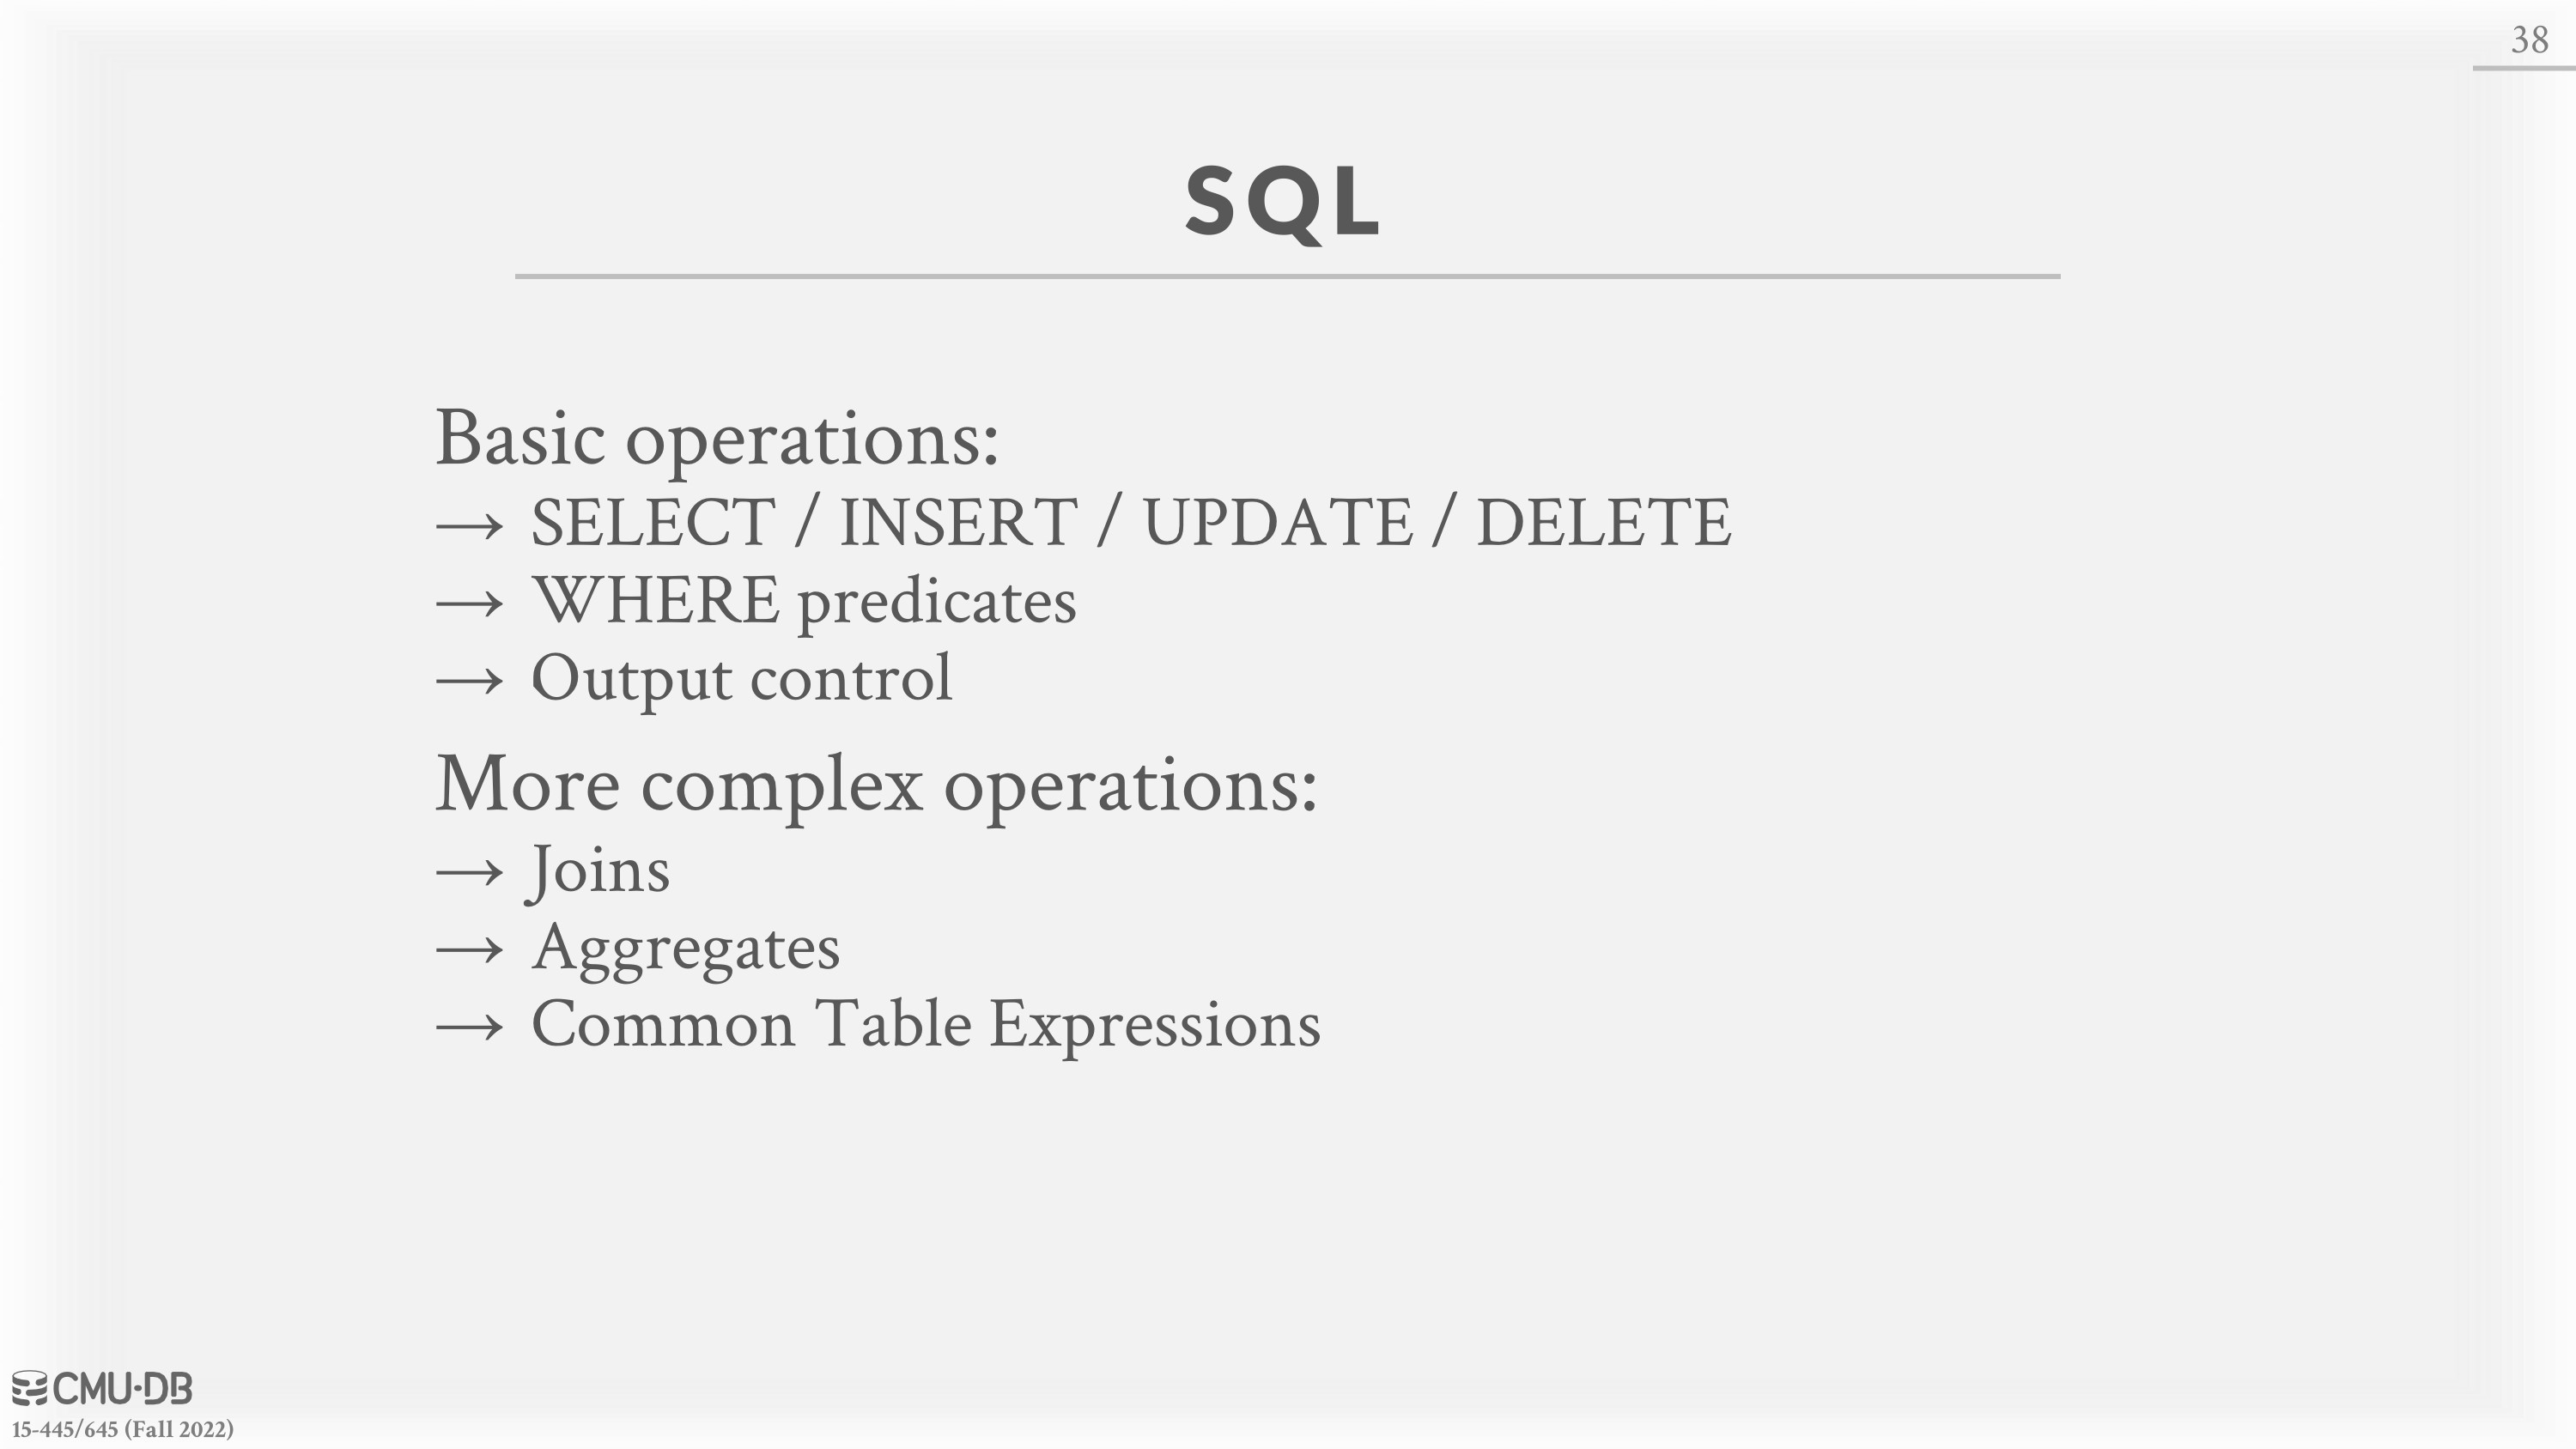 38
SQL
Basic operations:
→ SELECT / INSERT / UPDATE / DELETE
→ WHERE predicates
→ Output control
More complex operations:
→ Joins
→ Aggregates
→ Common Table Expressions
CMU·DB
15-445/645 (Fall 2022)